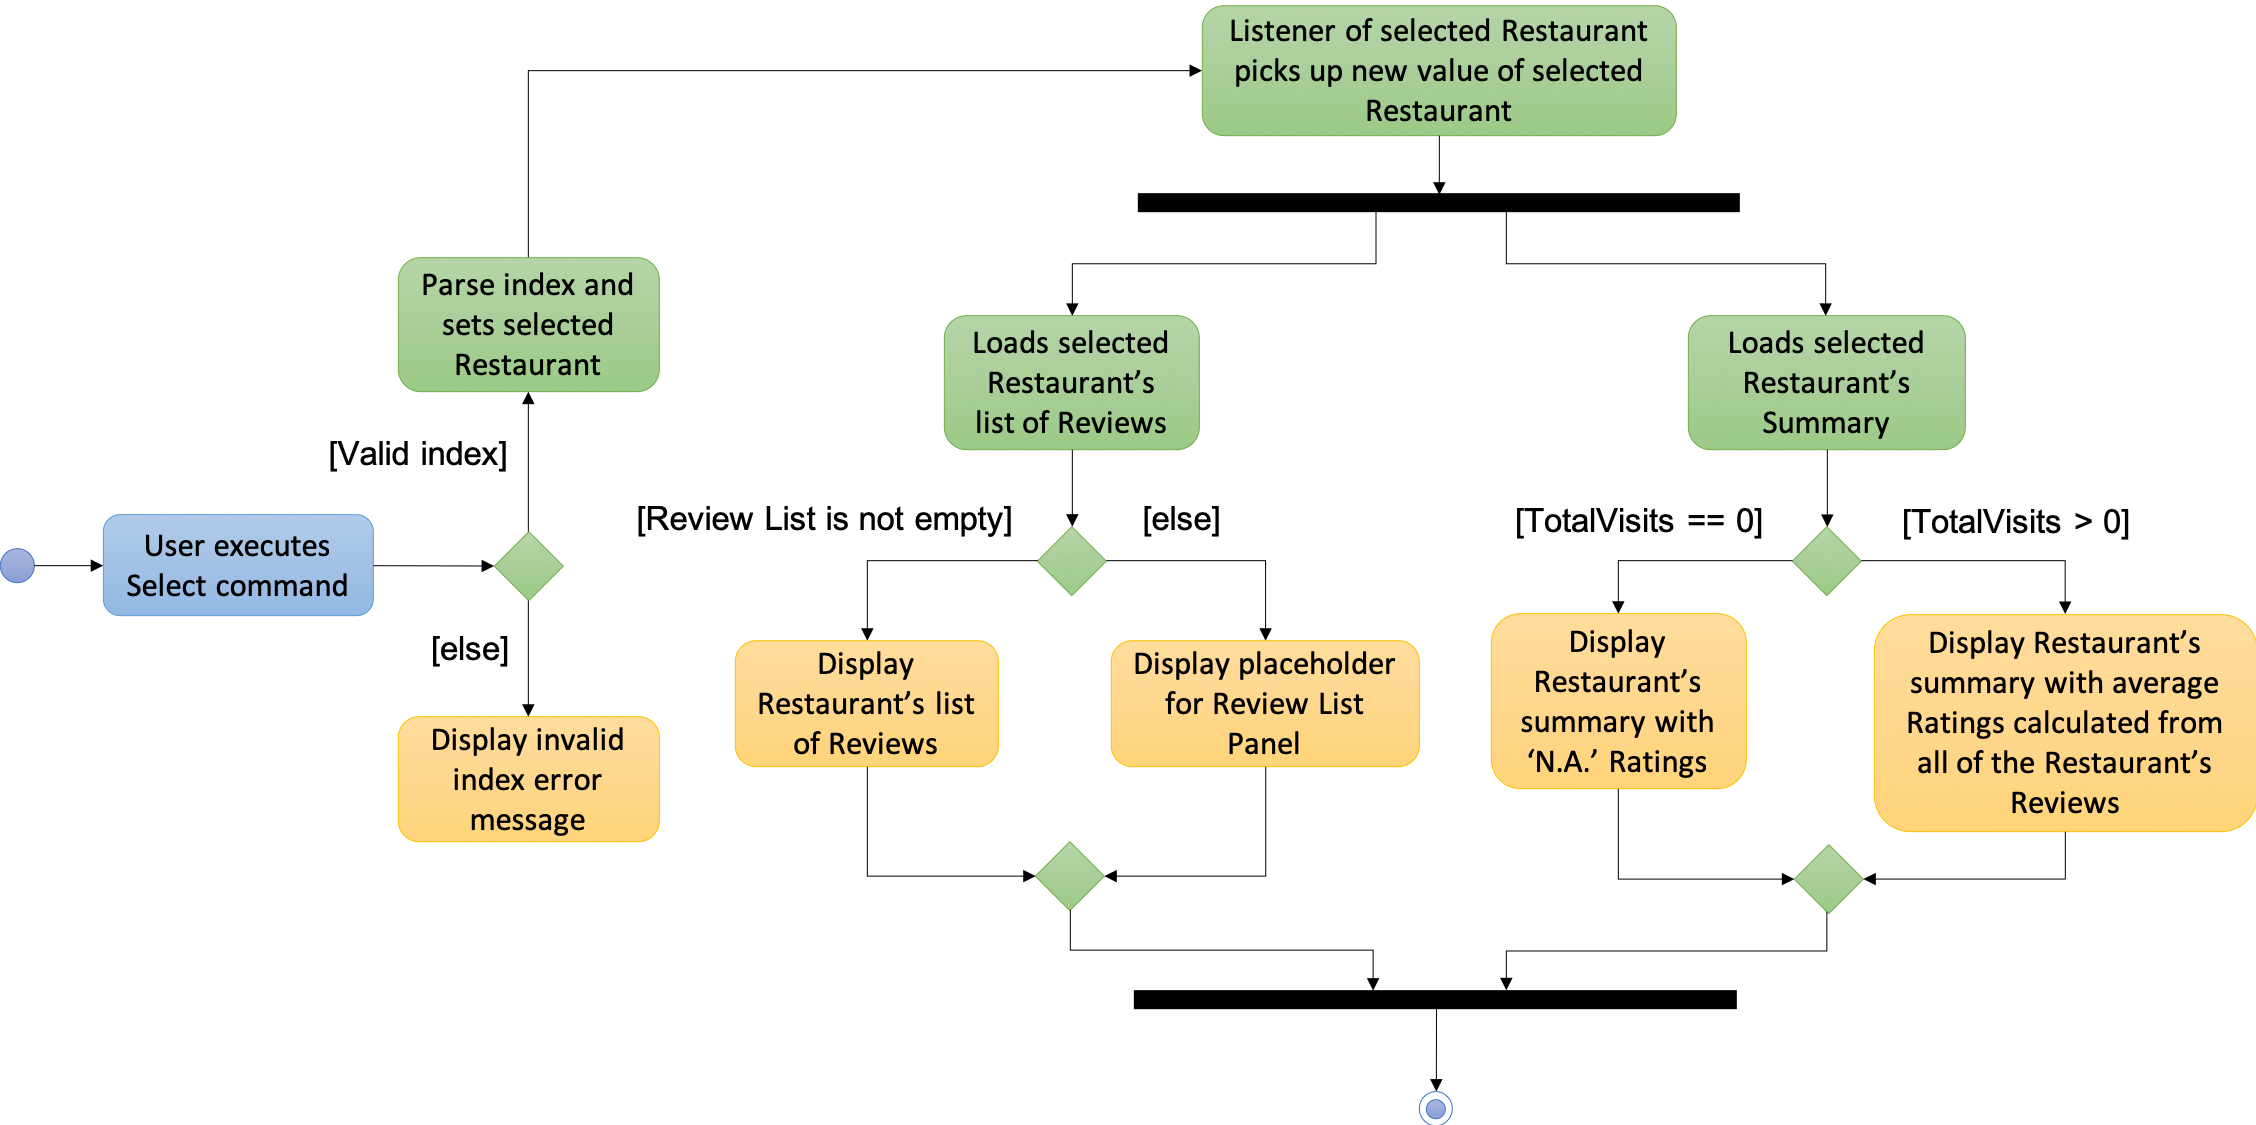 Listener of selected Restaurant
picks up new value of selected
Restaurant
Parse index and
sets selected
Restaurant
[Valid index]
User executes
Select command
[else]
Display invalid
index error
message
Loads selected
Restaurant’s
list of Reviews
[Review List is not empty]
[else]
Display
Restaurant’s list
of Reviews
Display placeholder
for Review List
Panel
Loads selected
Restaurant’s
Summary
[TotalVisits == 0]
[TotalVisits > 0]
Display
Restaurant’s
summary with
‘N.A.’ Ratings
Display Restaurant’s
summary with average
Ratings calculated from
all of the Restaurant’s
Reviews